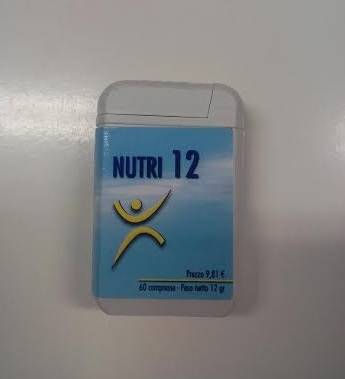 NUTRI 12
Prezzo 9,81 €
60 compresse - Peso netto 12 gr